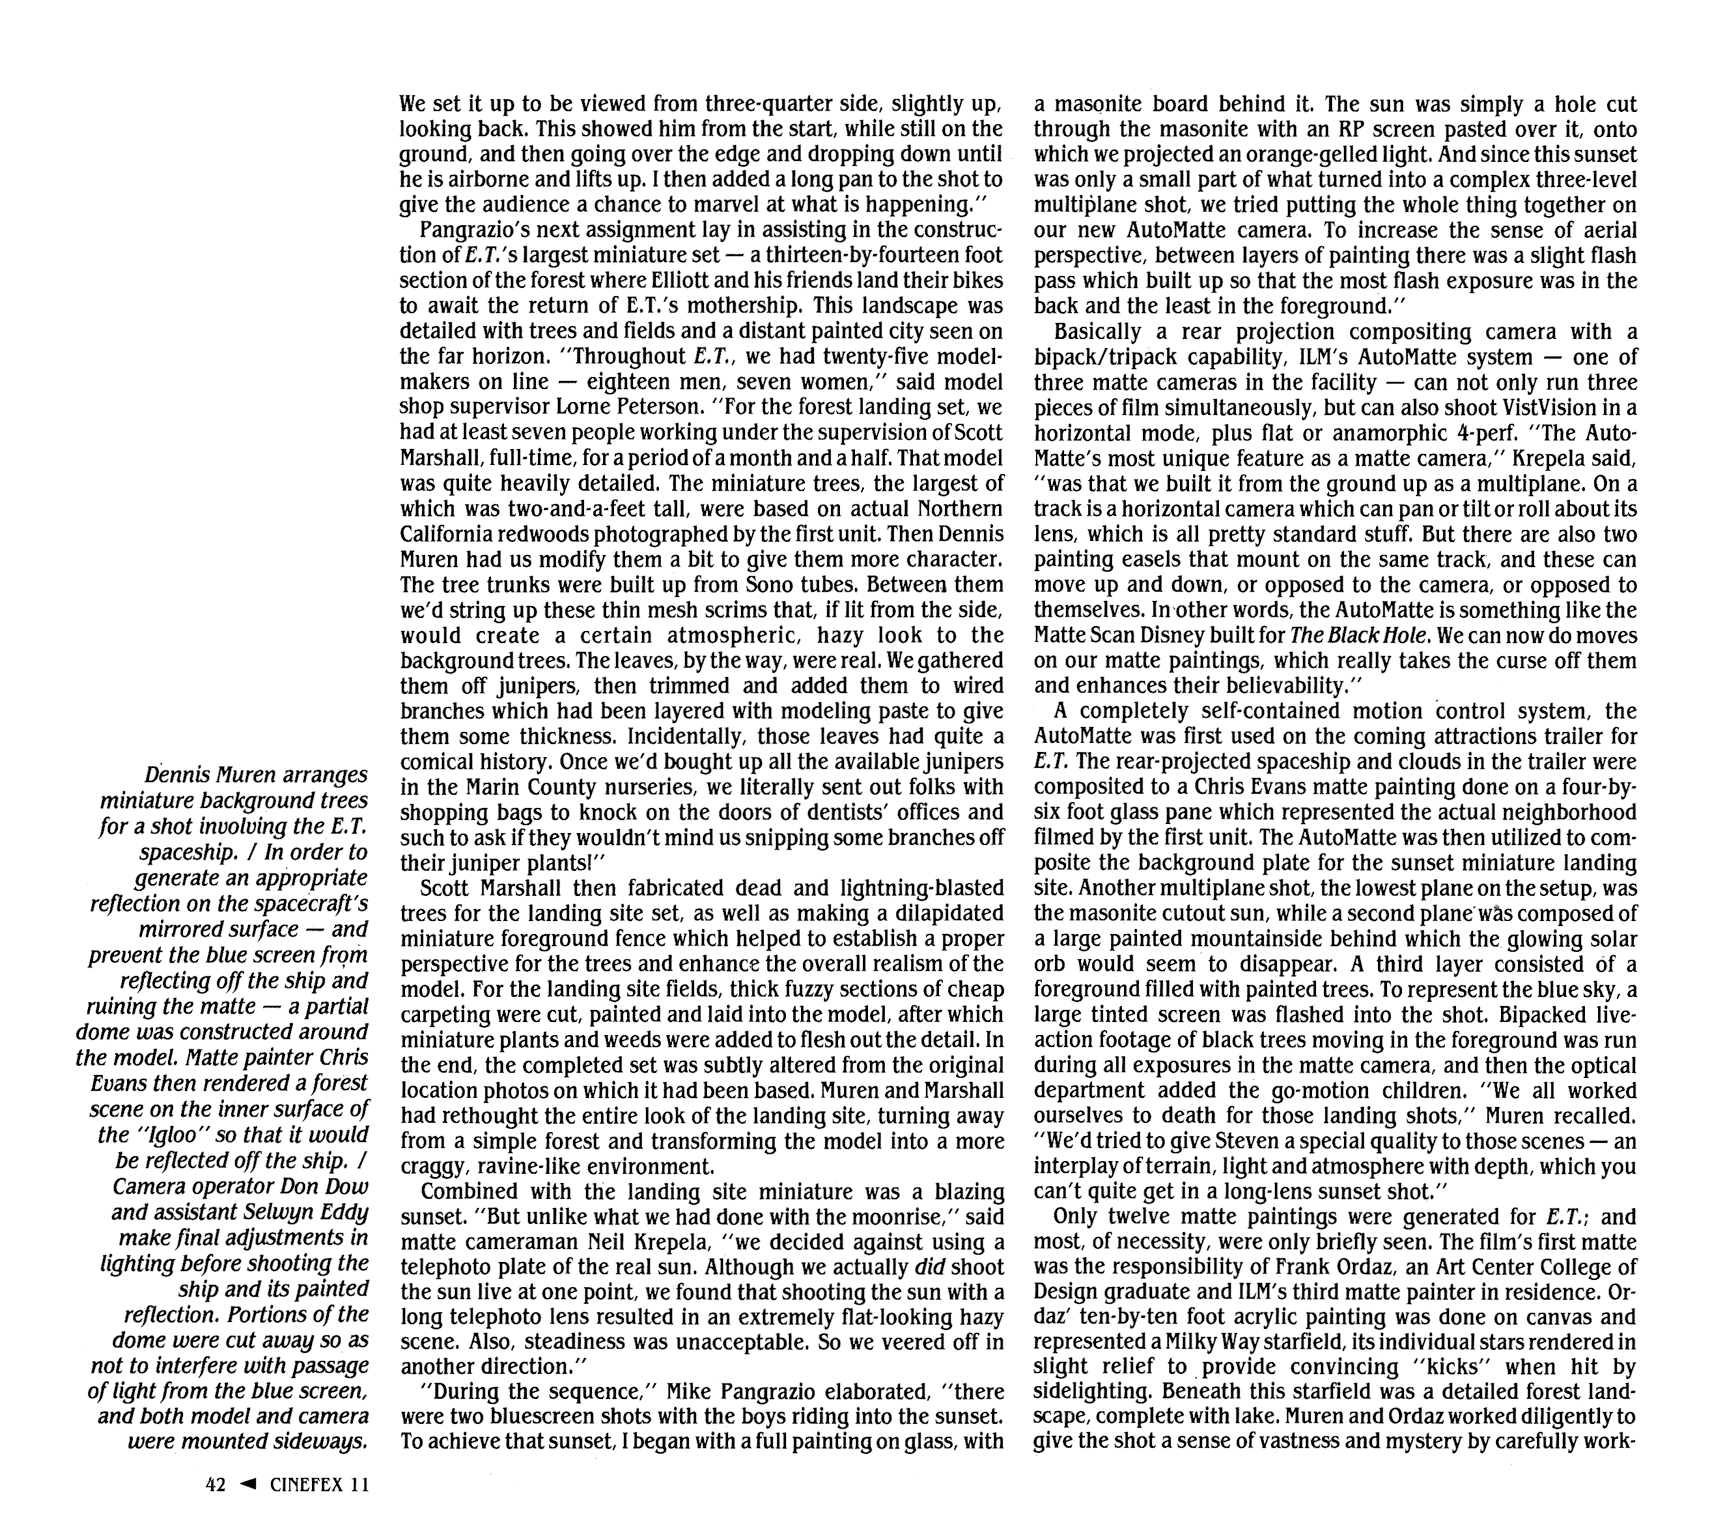 We set it up to be viewed from three-quarter side, slightly up,
looking back. This showed him from the start, while still on the
ground, and then going over the edge and dropping down until
he is airborne and lifts up. I then added a long pan to the shot to
give the audience a chance to marvel at what is happening."
Pangrazio's next assignment lay in assisting in the construc-
tion of E.T.'s largest miniature set — a thirteen-by-fourteen foot
section of the forest where Elliott and his friends land their bikes
to await the return of E.T.'s mothership. This landscape was
detailed with trees and fields and a distant painted city seen on
the far horizon. "Throughout E.T., we had twenty-five model-
makers on line — eighteen men, seven women," said model
shop supervisor Lorne Peterson. "For the forest landing set, we
had at least seven people working under the supervision of Scott
Marshall, full-time, for a period of a month and a half. That model
was quite heavily detailed. The miniature trees, the largest of
which was two-and-a-feet tall, were based on actual Northern
California redwoods photographed by the first unit. Then Dennis
Muren had us modify them a bit to give them more character.
The tree trunks were built up from Sono tubes. Between them
we'd string up these thin mesh scrims that, if lit from the side,
would create a certain atmospheric, hazy look to the
background trees. The leaves, by the way, were real. We gathered
them off junipers, then trimmed and added them to wired
branches which had been layered with modeling paste to give
them some thickness. Incidentally, those leaves had quite a
comical history. Once we'd bought up all the available junipers
in the Marin County nurseries, we literally sent out folks with
shopping bags to knock on the doors of dentists' offices and
such to ask if they wouldn't mind us snipping some branches off
their juniper plants!"
Scott Marshall then fabricated dead and lightning-blasted
trees for the landing site set, as well as making a dilapidated
miniature foreground fence which helped to establish a proper
perspective for the trees and enhance the overall realism of the
model. For the landing site fields, thick fuzzy sections of cheap
carpeting were cut, painted and laid into the model, after which
miniature plants and weeds were added to flesh out the detail. In
the end, the completed set was subtly altered from the original
location photos on which it had been based. Muren and Marshall
had rethought the entire look of the landing site, turning away
from a simple forest and transforming the model into a more
craggy, ravine-like environment.
Combined with the landing site miniature was a blazing
sunset. "But unlike what we had done with the moonrise," said
matte cameraman Neil Krepela, "we decided against using a
telephoto plate of the real sun. Although we actually did shoot
the sun live at one point, we found that shooting the sun with a
long telephoto lens resulted in an extremely flat-looking hazy
scene. Also, steadiness was unacceptable. So we veered off in
another direction."
"During the sequence," Mike Pangrazio elaborated, "there
were two bluescreen shots with the boys riding into the sunset.
To achieve that sunset, I began with a full painting on glass, with
a masonite board behind it. The sun was simply a hole cut
through the masonite with an RP screen pasted over it, onto
which we projected an orange-gelled light. And since this sunset
was only a small part of what turned into a complex three-level
multiplane shot, we tried putting the whole thing together on
our new AutoMatte camera. To increase the sense of aerial
perspective, between layers of painting there was a slight flash
pass which built up so that the most flash exposure was in the
back and the least in the foreground."
Basically a rear projection compositing camera with a
bipack/tripack capability, ILM's AutoMatte system — one of
three matte cameras in the facility — can not only run three
pieces of film simultaneously, but can also shoot VistVision in a
horizontal mode, plus flat or anamorphic 4-perf. "The Auto-
Matte's most unique feature as a matte camera," Krepela said,
"was that we built it from the ground up as a multiplane. On a
track is a horizontal camera which can pan or tilt or roll about its
lens, which is all pretty standard stuff. But there are also two
painting easels that mount on the same track, and these can
move up and down, or opposed to the camera, or opposed to
themselves. In other words, the AutoMatte is something like the
Matte Scan Disney built for The Black Hole. We can now do moves
on our matte paintings, which really takes the curse off them
and enhances their believability."
A completely self-contained motion control system, the
AutoMatte was first used on the coming attractions trailer for
E.T. The rear-projected spaceship and clouds in the trailer were
composited to a Chris Evans matte painting done on a four-by-
six foot glass pane which represented the actual neighborhood
filmed by the first unit. The AutoMatte was then utilized to com-
posite the background plate for the sunset miniature landing
site. Another multiplane shot, the lowest plane on the setup, was
the masonite cutout sun, while a second plane was composed of
a large painted mountainside behind which the glowing solar
orb would seem to disappear. A third layer consisted of a
foreground filled with painted trees. To represent the blue sky, a
large tinted screen was flashed into the shot. Bipacked live-
action footage of black trees moving in the foreground was run
during all exposures in the matte camera, and then the optical
department added the go-motion children. "We all worked
ourselves to death for those landing shots," Muren recalled.
"We'd tried to give Steven a special quality to those scenes — an
interplay of terrain, light and atmosphere with depth, which you
can't quite get in a long-lens sunset shot."
Only twelve matte paintings were generated for E.T.; and
most, of necessity, were only briefly seen. The film's first matte
was the responsibility of Frank Ordaz, an Art Center College of
Design graduate and ILM's third matte painter in residence. Or-
daz' ten-by-ten foot acrylic painting was done on canvas and
represented a Milky Way starfield, its individual stars rendered in
slight relief to provide convincing "kicks" when hit by
sidelighting. Beneath this starfield was a detailed forest land-
scape, complete with lake. Muren and Ordaz worked diligently to
give the shot a sense of vastness and mystery by carefully work-
Dennis Muren arranges
miniature background trees
for a shot involving the E.T.
spaceship. / In order to
generate an appropriate
reflection on the spacecraft's
mirrored surface — and
prevent the blue screen from
reflecting off the ship and
ruining the matte — a partial
dome was constructed around
the model. Matte painter Chris
Evans then rendered a forest
scene on the inner surface of
the "Igloo" so that it would
be reflected off the ship. /
Camera operator Don Dow
and assistant Selwyn Eddy
make final adjustments in
lighting before shooting the
ship and its painted
reflection. Portions of the
dome were cut away so as
not to interfere with passage
of light from the blue screen,
and both model and camera
were mounted sideways.
42 ◄ CINEFEX 11